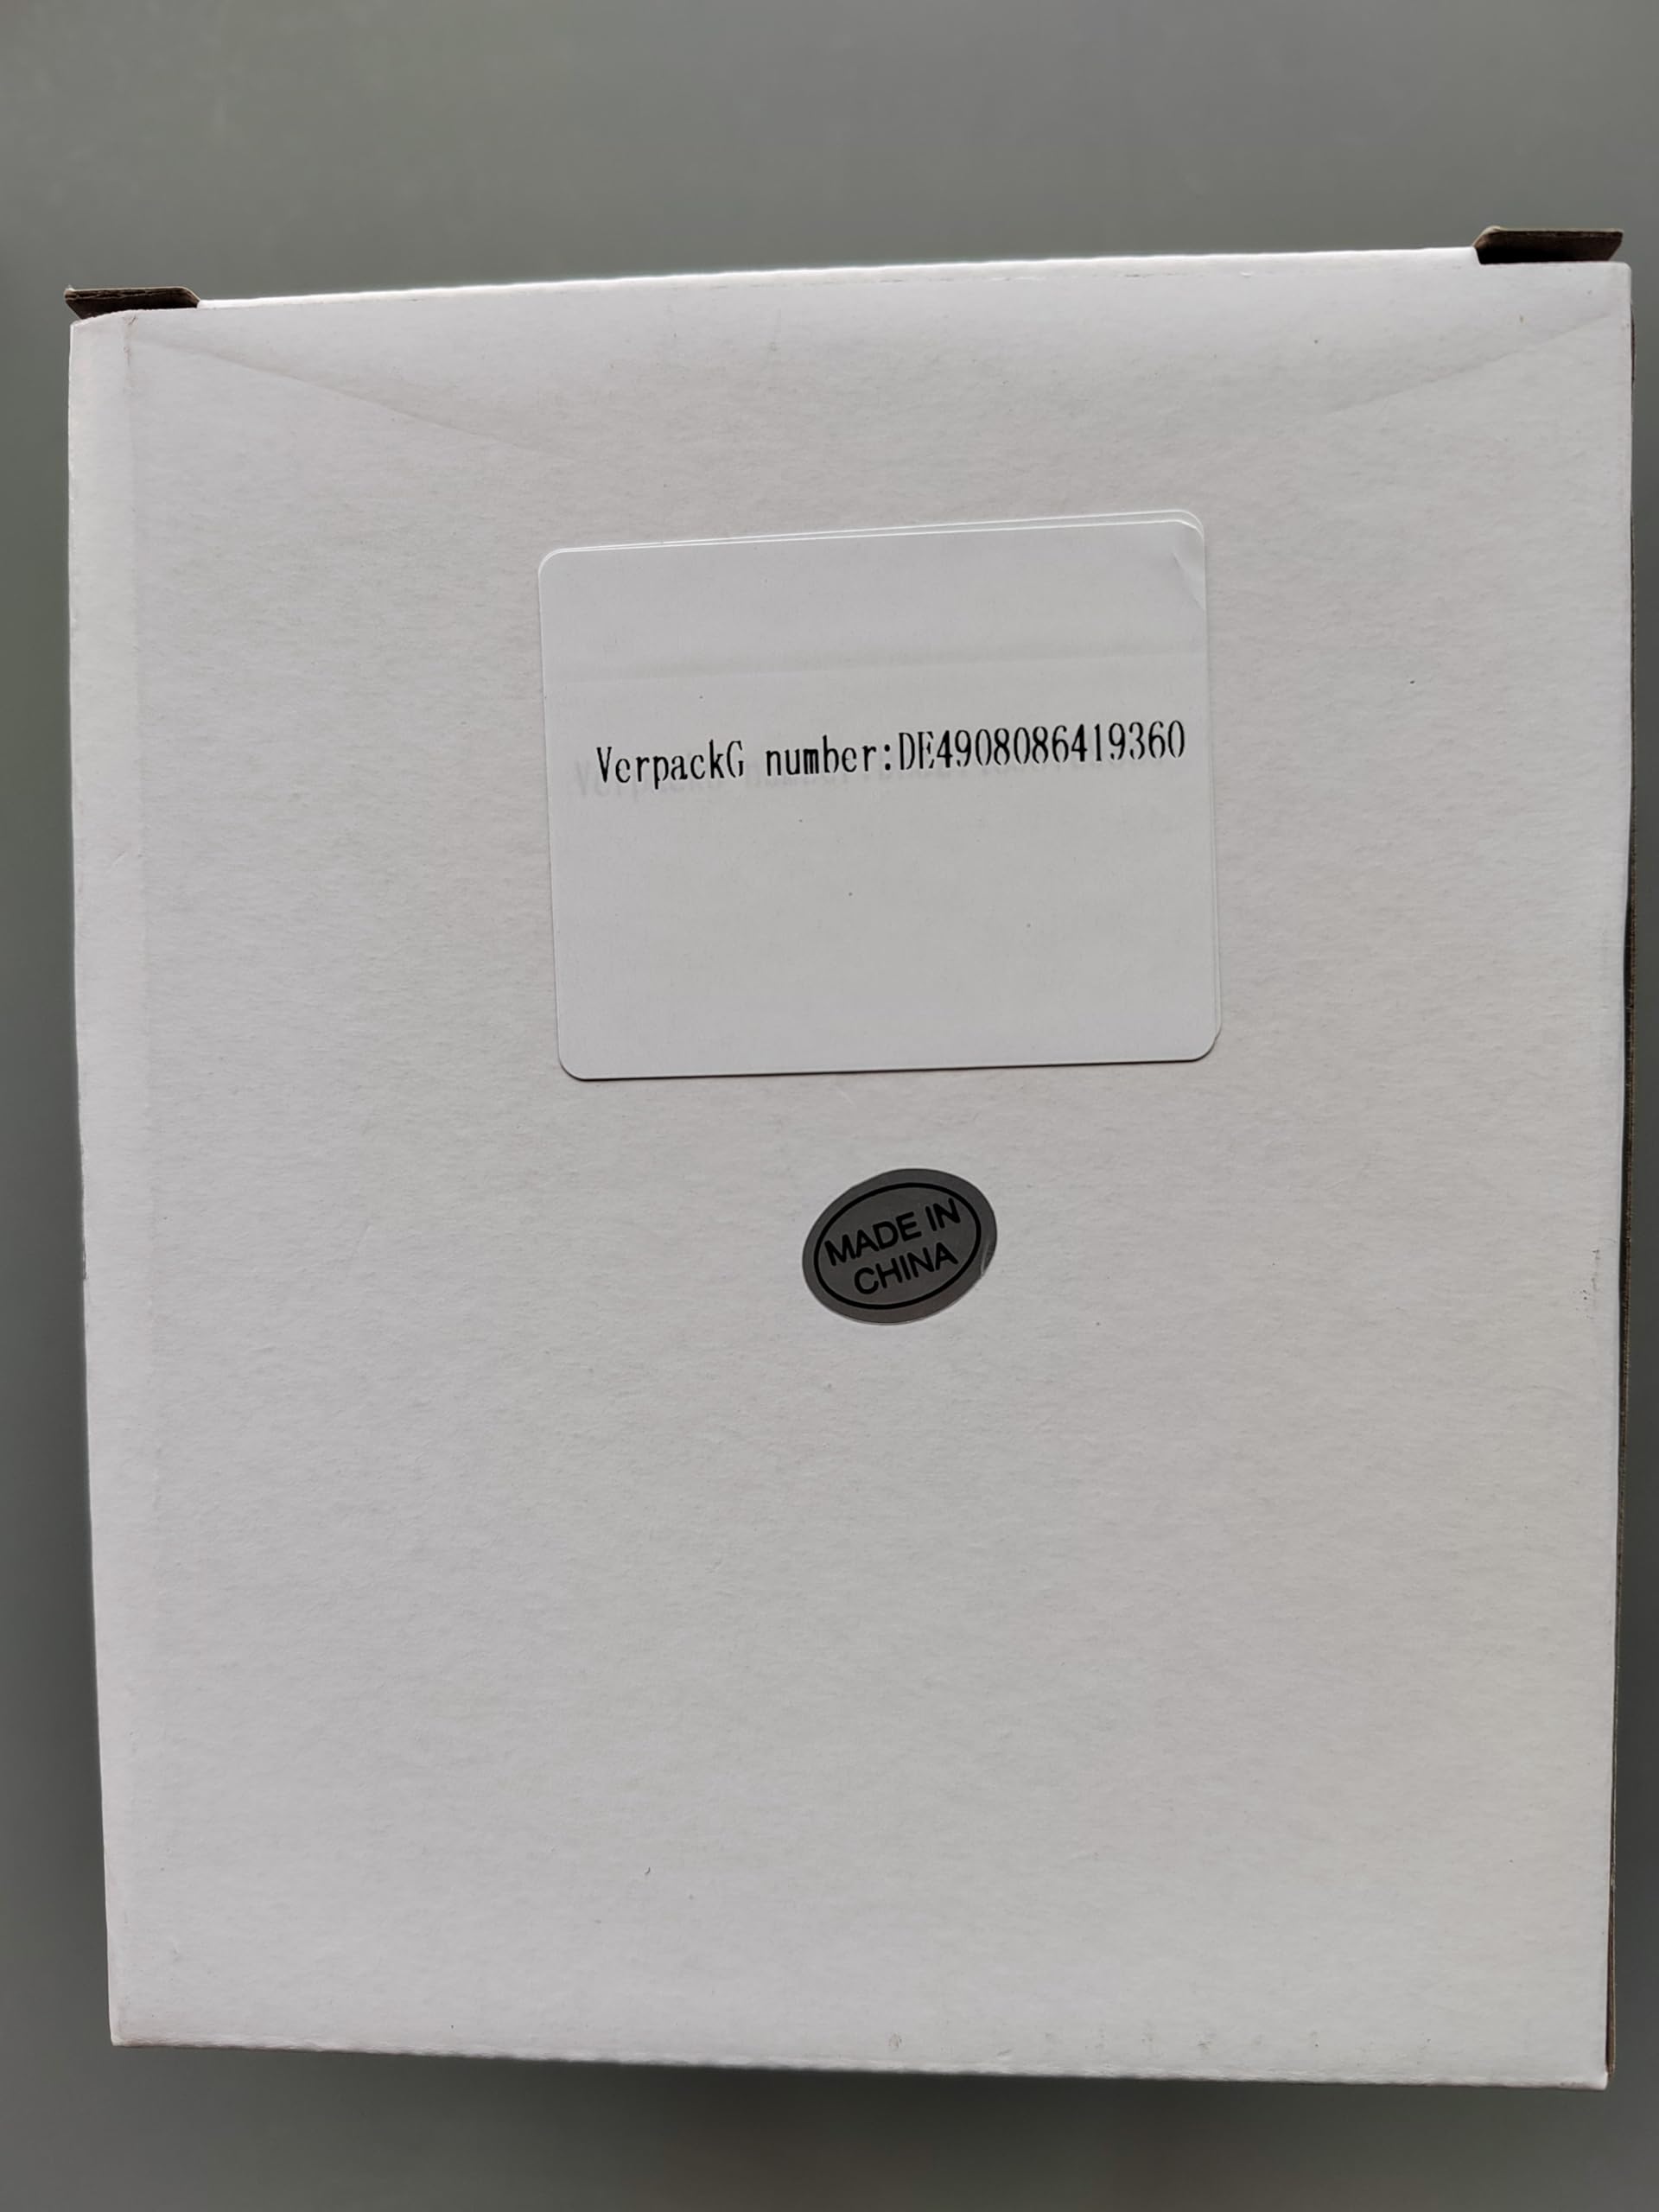 VerpackG number:DE4908086419360
MADE IN
CHINA